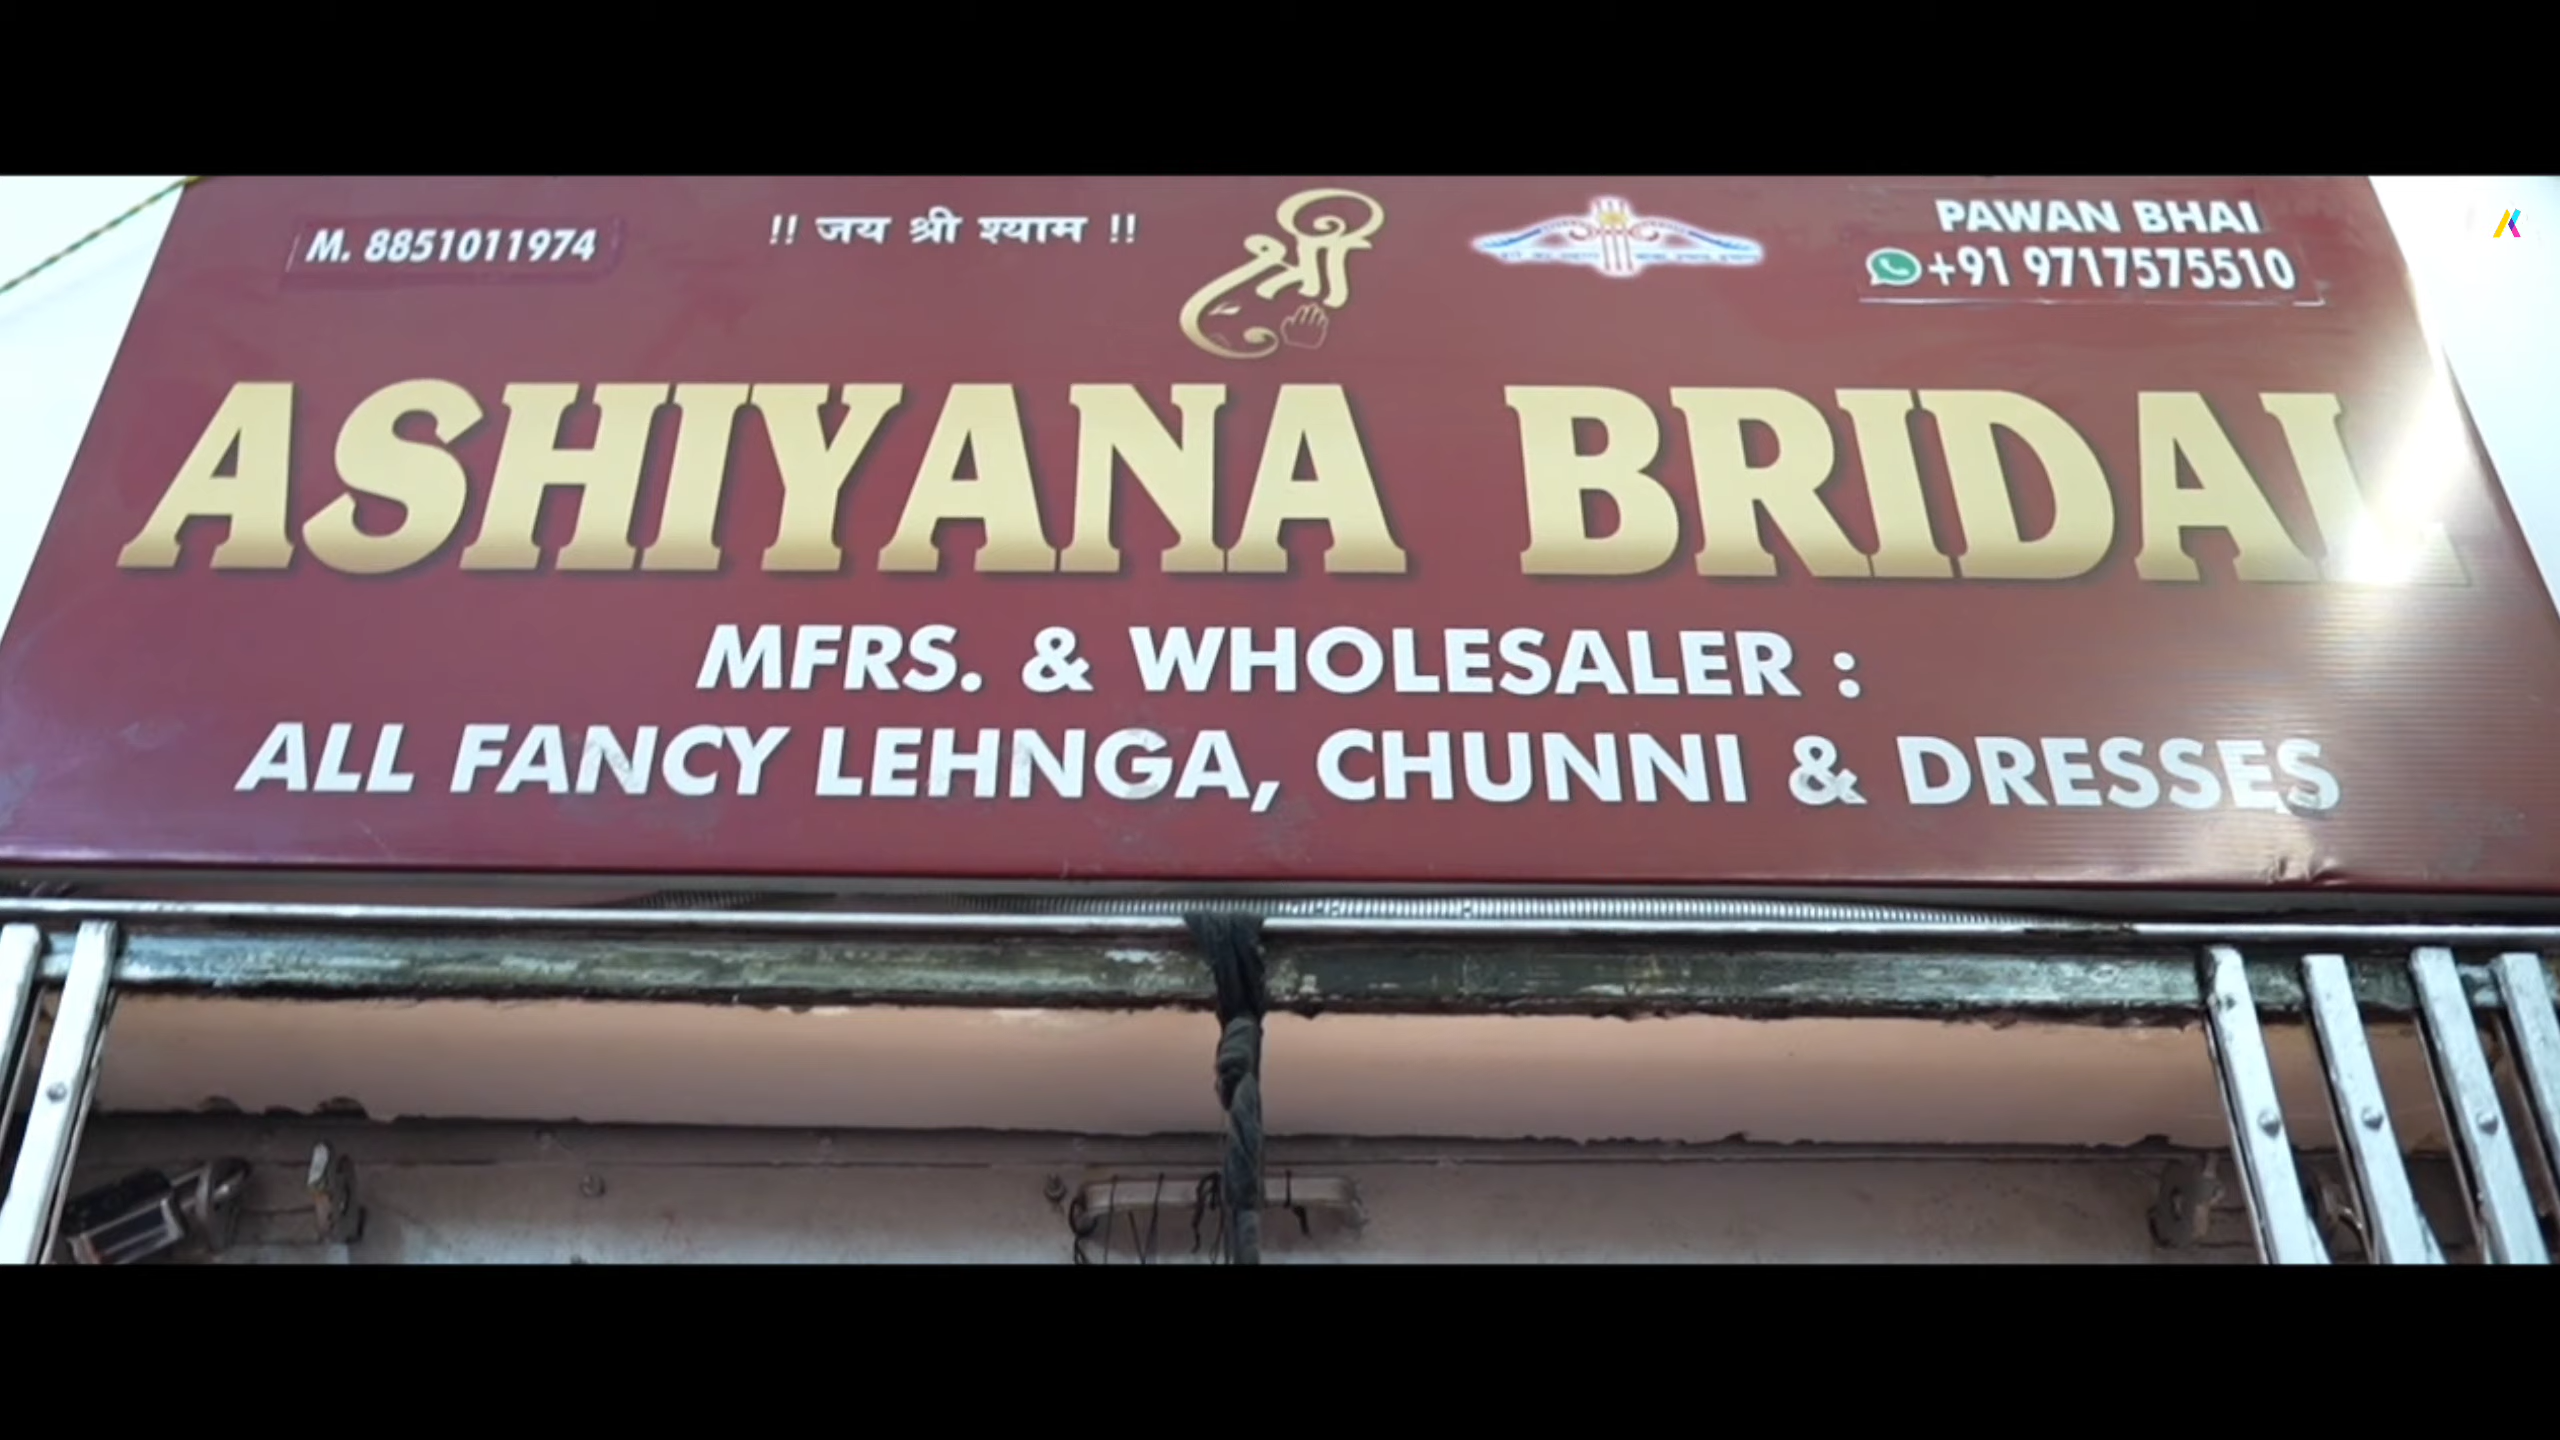 M. 8851011974
!! जय श्री श्याम !!
श्री
PAWAN BHAI
+91 9717575510
ASHIYANA BRIDAL
MFRS. & WHOLESALER :
ALL FANCY LEHNGA, CHUNNI & DRESSES